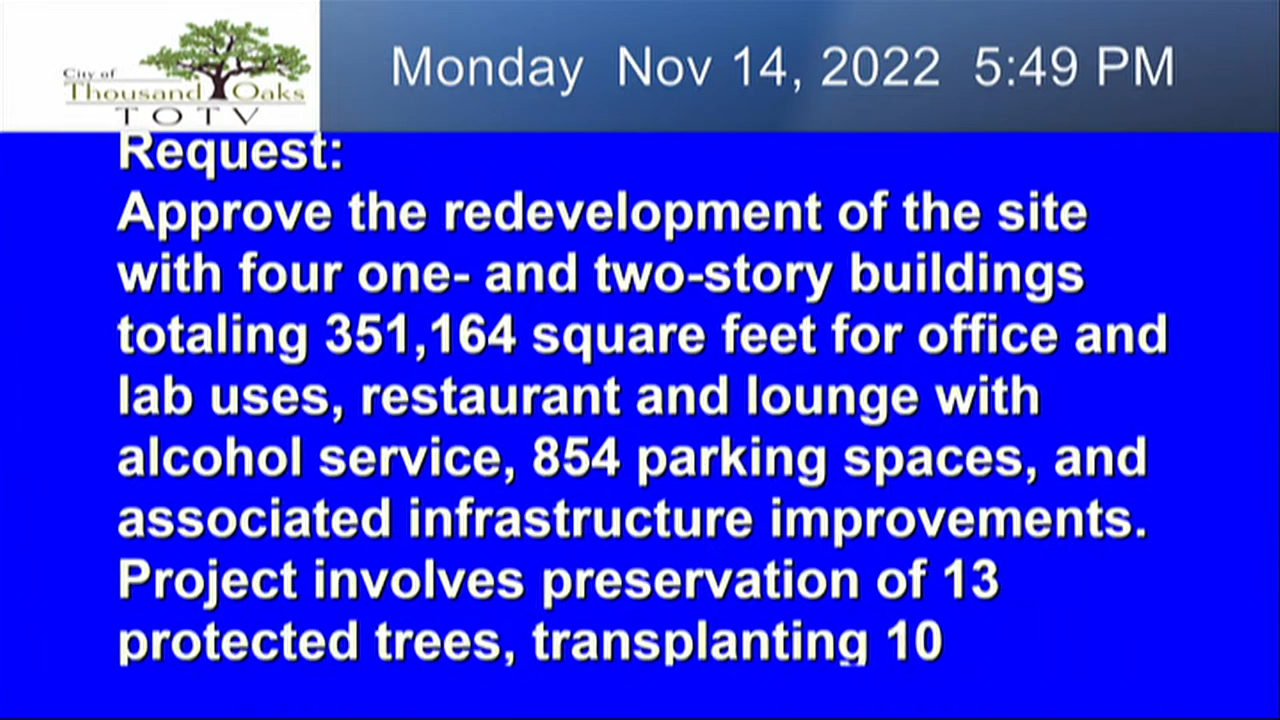 City of
Thousand Oaks
TOTV
Monday Nov 14, 2022 5:49 PM
Request:
Approve the redevelopment of the site
with four one- and two-story buildings
totaling 351,164 square feet for office and
lab uses, restaurant and lounge with
alcohol service, 854 parking spaces, and
associated infrastructure improvements.
Project involves preservation of 13
protected trees, transplanting 10